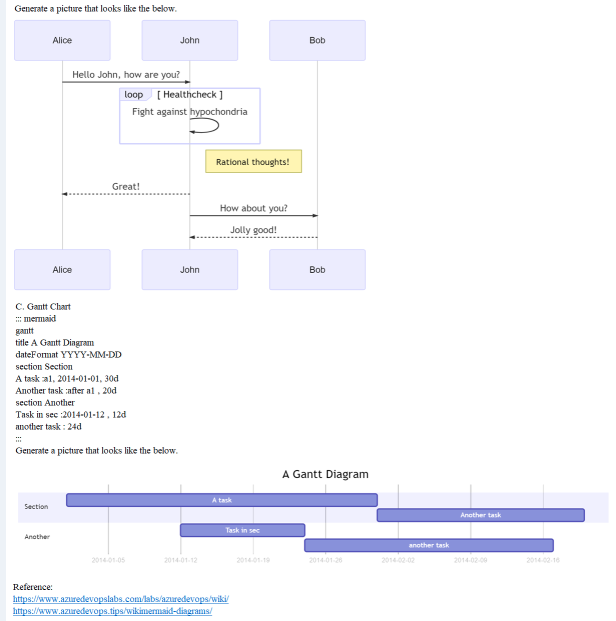 Generate a picture that looks like the below.
Alice John Bob
Hello John, how are you?
loop [ Healthcheck ]
Fight against hypochondria
Rational thoughts!
Great!
How about you?
Jolly good!
Alice John Bob
C. Gantt Chart
::: mermaid
gantt
title A Gantt Diagram
dateFormat YYYY-MM-DD
section Section
A task :a1, 2014-01-01, 30d
Another task :after a1 , 20d
section Another
Task in sec :2014-01-12 , 12d
another task : 24d
:::
Generate a picture that looks like the below.
A Gantt Diagram
Section A task
Another task
Another Task in sec
another task
2014-01-05 2014-01-12 2014-01-19 2014-01-26 2014-02-02 2014-02-09 2014-02-16
Reference:
https://www.azuredevopslabs.com/labs/azuredevops/wiki/
https://www.azuredevops.tips/wikimermaid-diagrams/